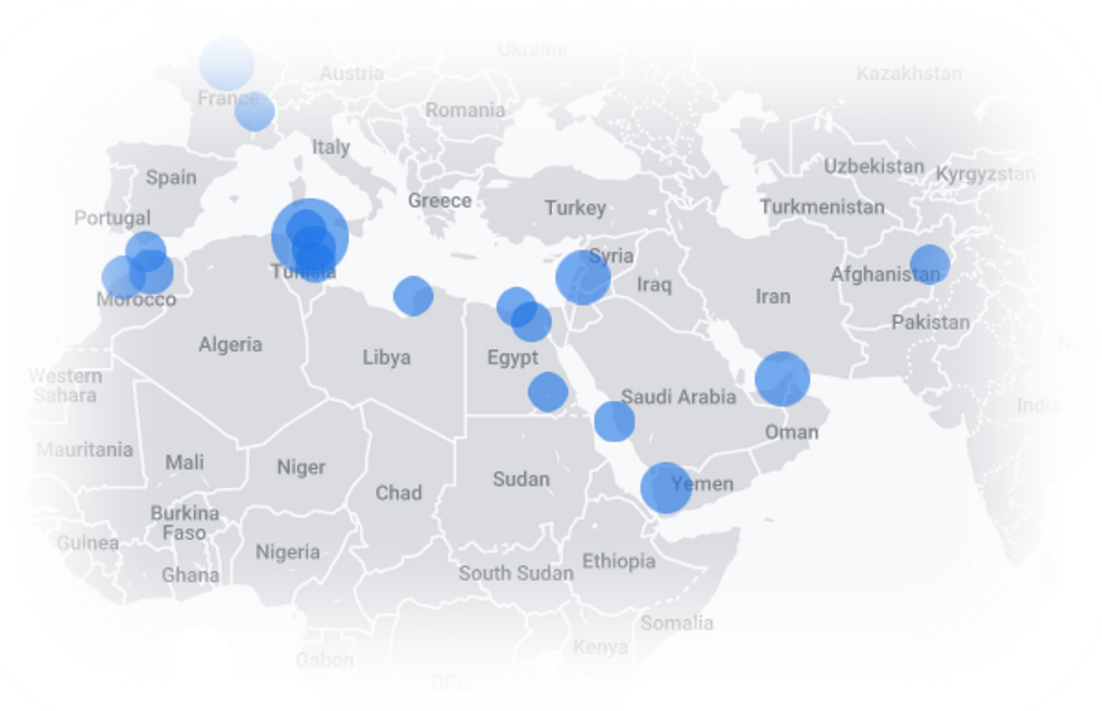 Ukraine
Austria
Kazakhstan
France
Romania
Italy
Uzbekistan
Kyrgyzstan
Spain
Greece
Turkey
Turkmenistan
Portugal
Syria
Tunisia
Iraq
Afghanistan
Iran
Morocco
Pakistan
Algeria
Libya
Egypt
Western
Sahara
Saudi Arabia
India
Oman
Mauritania
Mali
Niger
Sudan
Yemen
Chad
Burkina
Faso
Guinea
Nigeria
Ethiopia
Ghana
South Sudan
Somalia
Kenya
Gabon
DRC